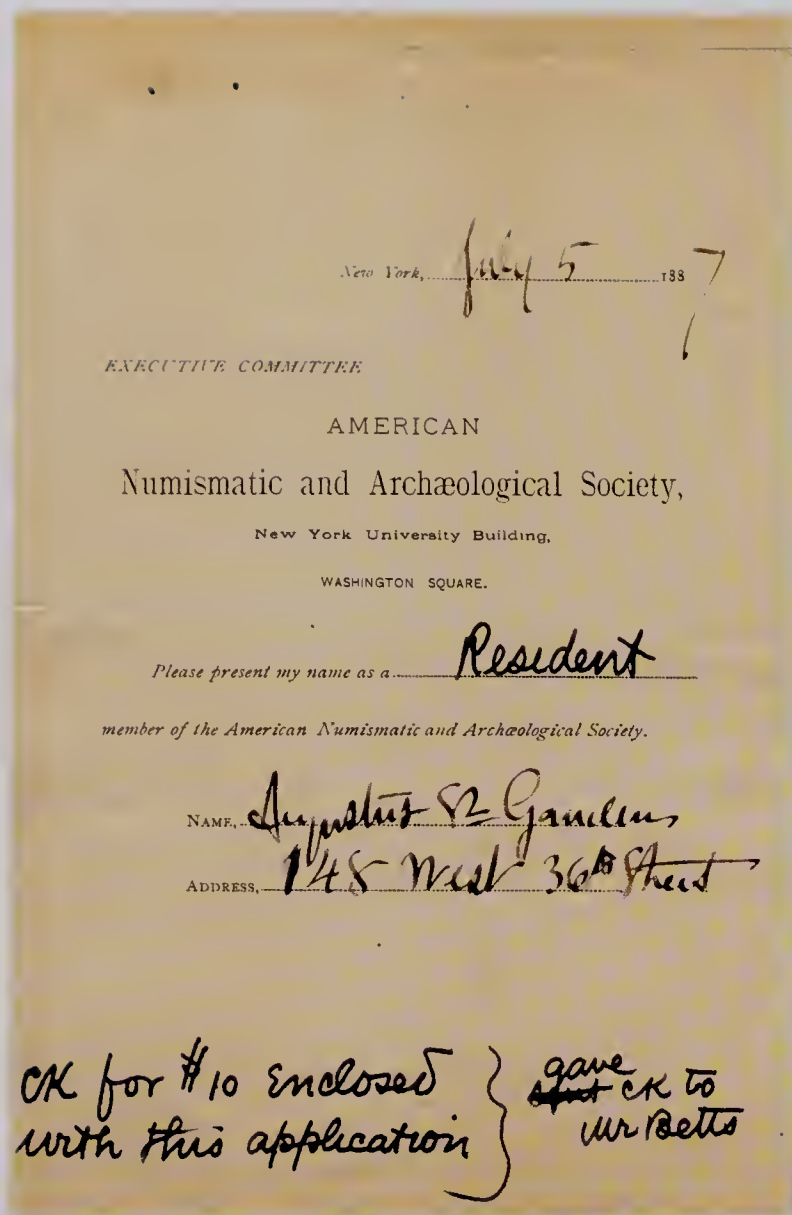 New York, July 5 1887
EXECUTIVE COMMITTEE
AMERICAN
Numismatic and Archæological Society,
New York University Building,
WASHINGTON SQUARE.
Please present my name as a Resident
member of the American Numismatic and Archæological Society.
NAME, Augustus St Gaudens
ADDRESS, 148 West 36th Street
CK for $10 Enclosed
with this application
gave
CK to
Mr Betts